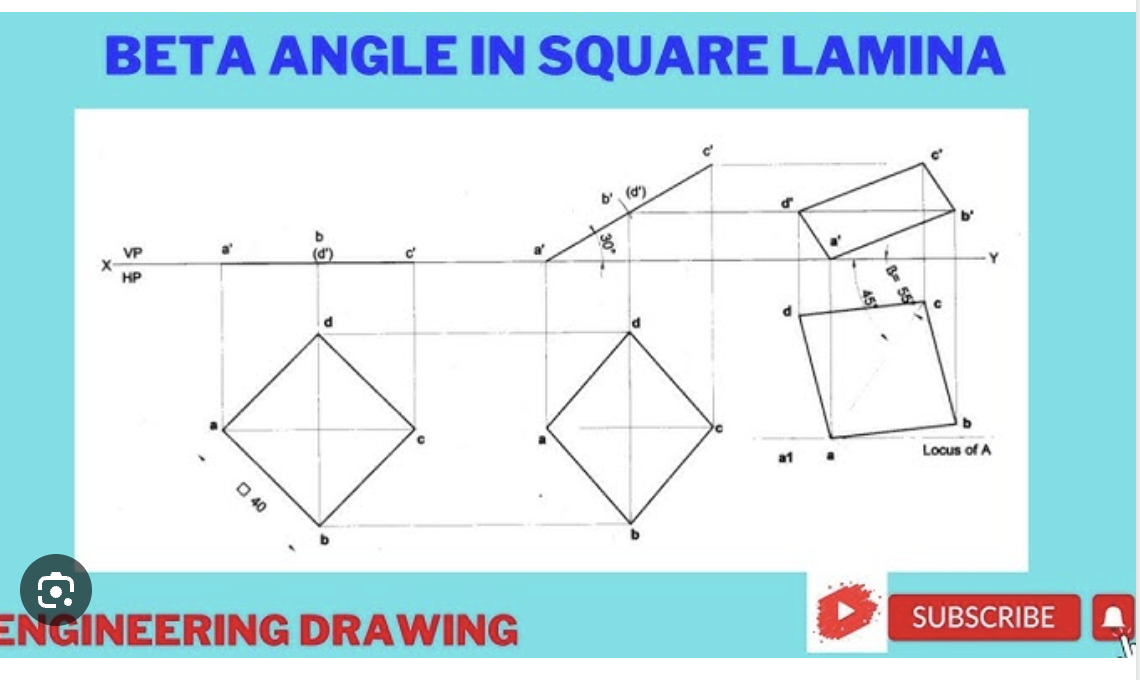 BETA ANGLE IN SQUARE LAMINA
c'
c'
b' (d')
d'
b'
b
VP
a'
(d')
c'
a'
30°
a'
X
Y
HP
β= 55°
45°
d
d
d
c
a
c
a
c
b
a1
a
Locus of A
□ 40
b
b
ENGINEERING DRAWING
SUBSCRIBE